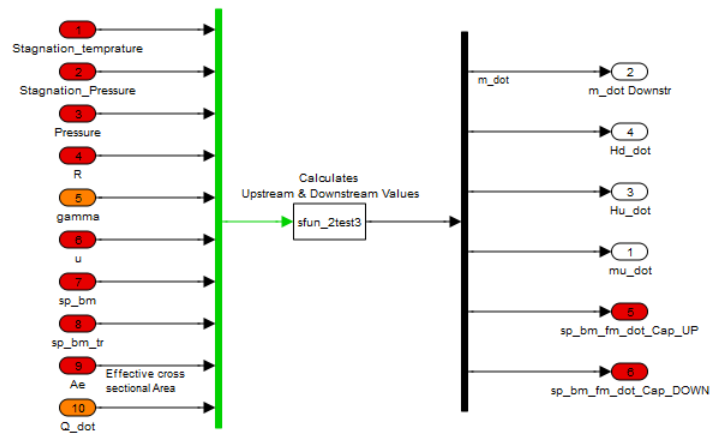 1
Stagnation_temprature
2
Stagnation_Pressure
3
Pressure
4
R
5
gamma
6
u
7
sp_bm
8
sp_bm_tr
9
Ae
Effective cross
sectional Area
10
Q_dot
Calculates
Upstream & Downstream Values
sfun_2test3
m_dot
2
m_dot Downstr
4
Hd_dot
3
Hu_dot
1
mu_dot
5
sp_bm_fm_dot_Cap_UP
6
sp_bm_fm_dot_Cap_DOWN